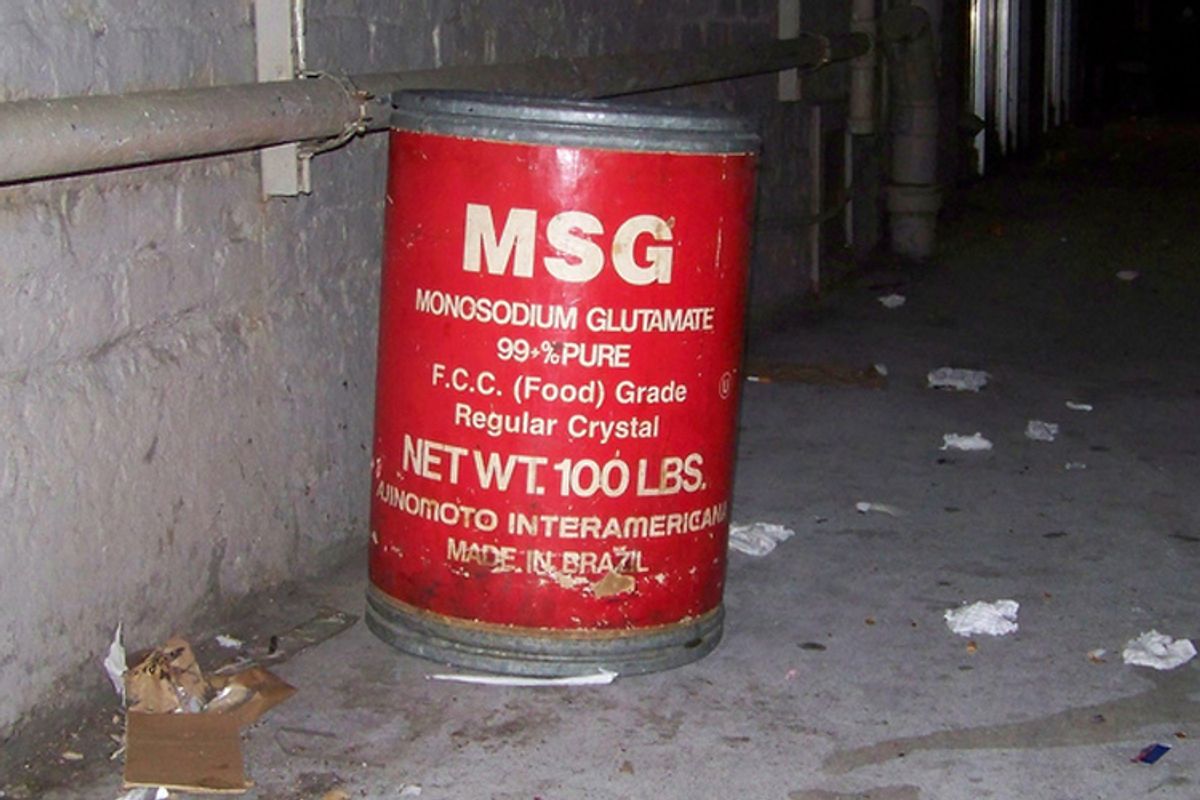 MSG
MONOSODIUM GLUTAMATE
99+% PURE
F.C.C. (Food) Grade
Regular Crystal
U
NET WT. 100 LBS.
AJINOMOTO INTERAMERICANA
MADE IN BRAZIL